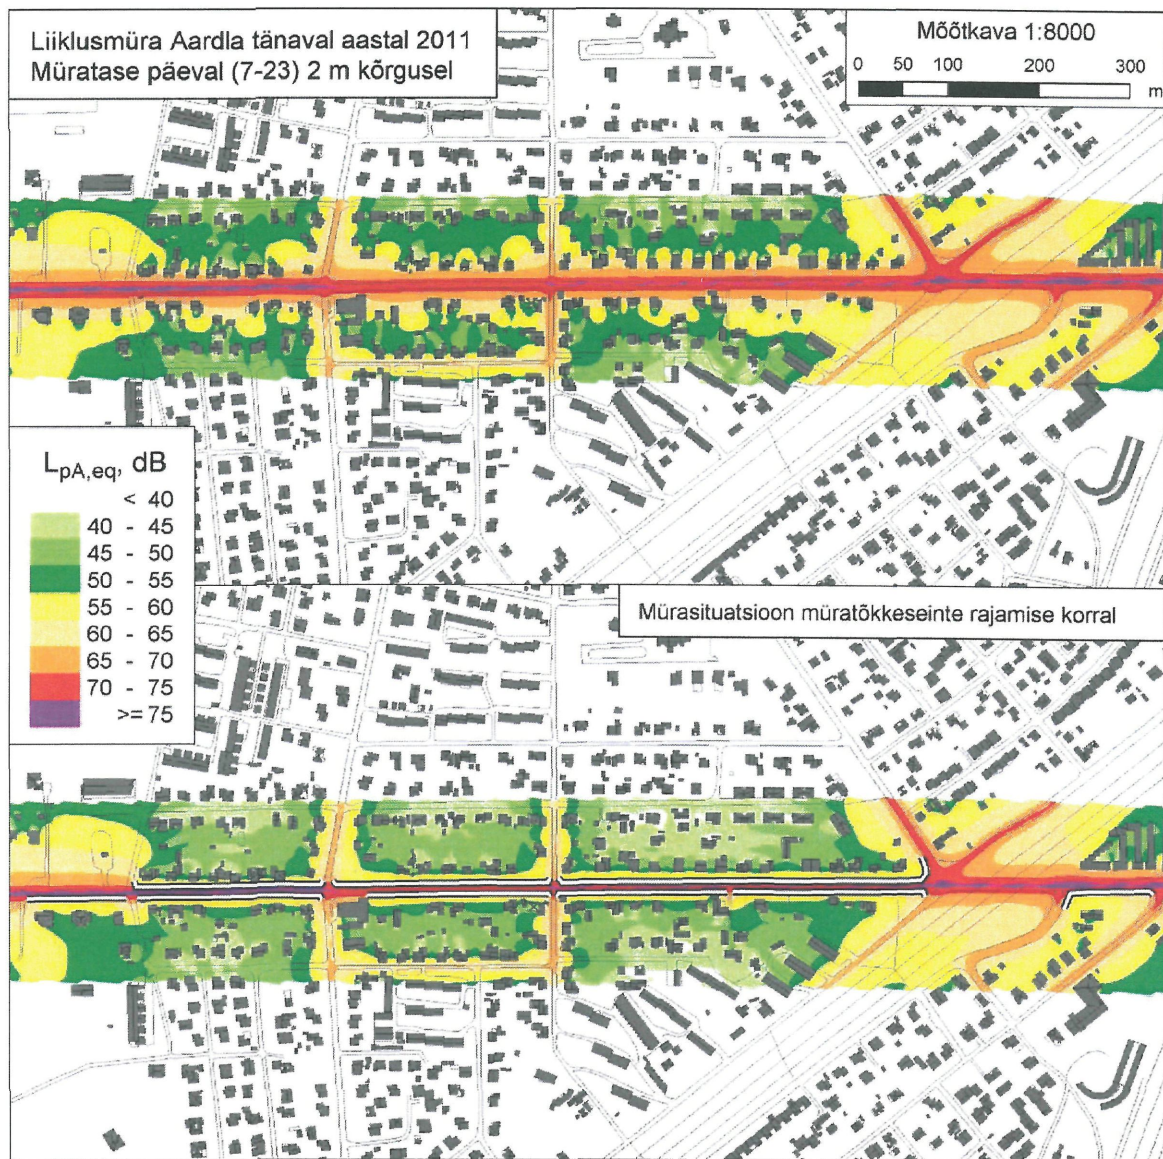 Liiklusmüra Aardla tänaval aastal 2011
Müratase päeval (7-23) 2 m kõrgusel
Mõõtkava 1:8000
0 50 100 200 300
m
LpA,eq, dB
< 40
40 - 45
45 - 50
50 - 55
55 - 60
60 - 65
65 - 70
70 - 75
>= 75
Mürasituatsioon müratõkkeseinte rajamise korral